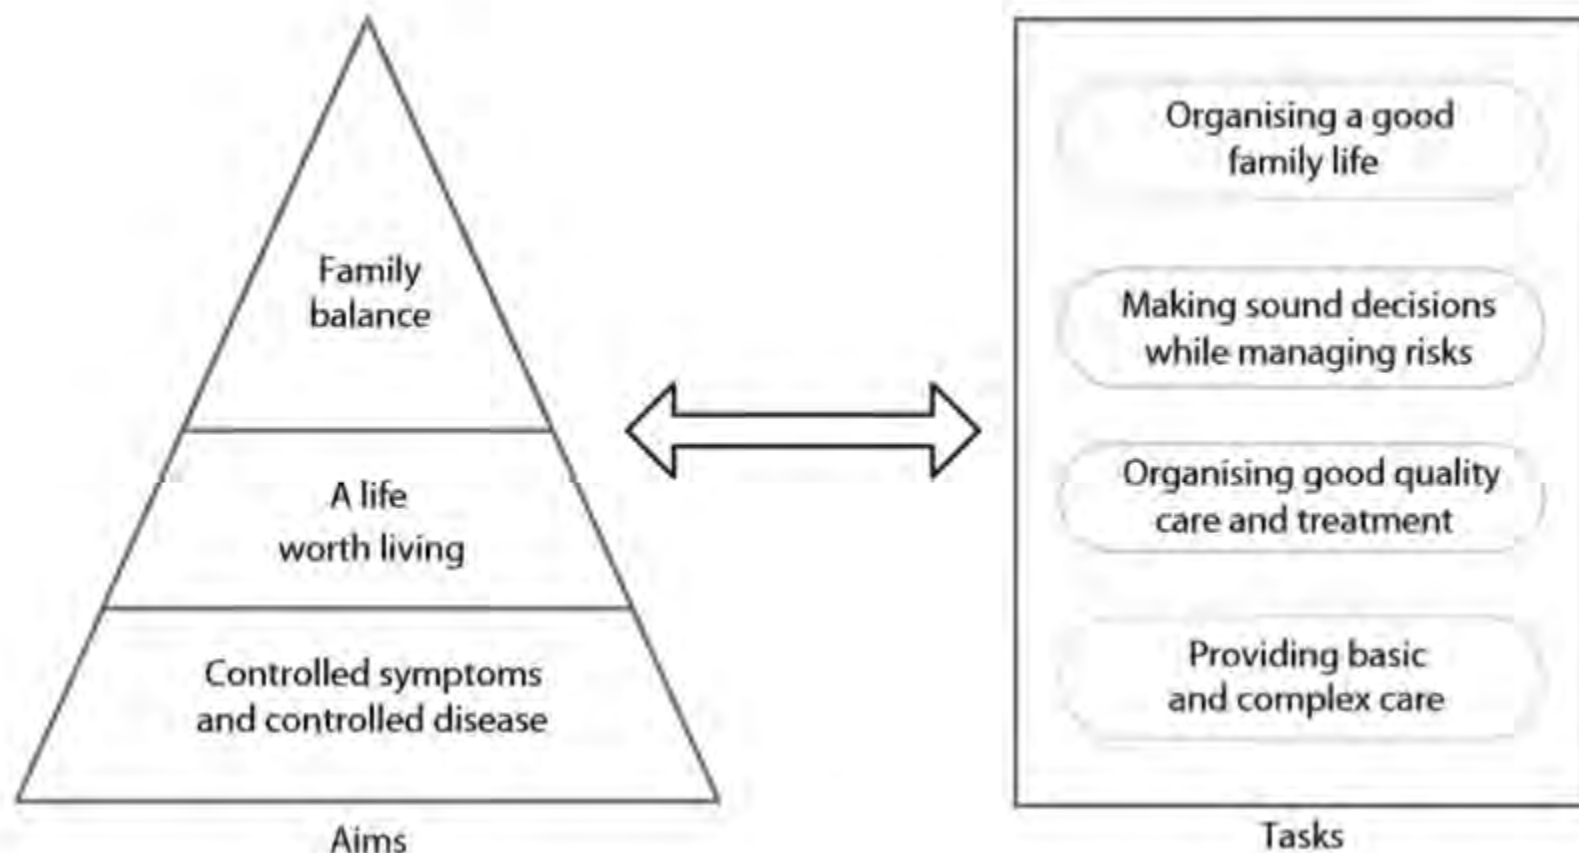 Family
balance
A life
worth living
Controlled symptoms
and controlled disease
Aims
Organising a good
family life
Making sound decisions
while managing risks
Organising good quality
care and treatment
Providing basic
and complex care
Tasks